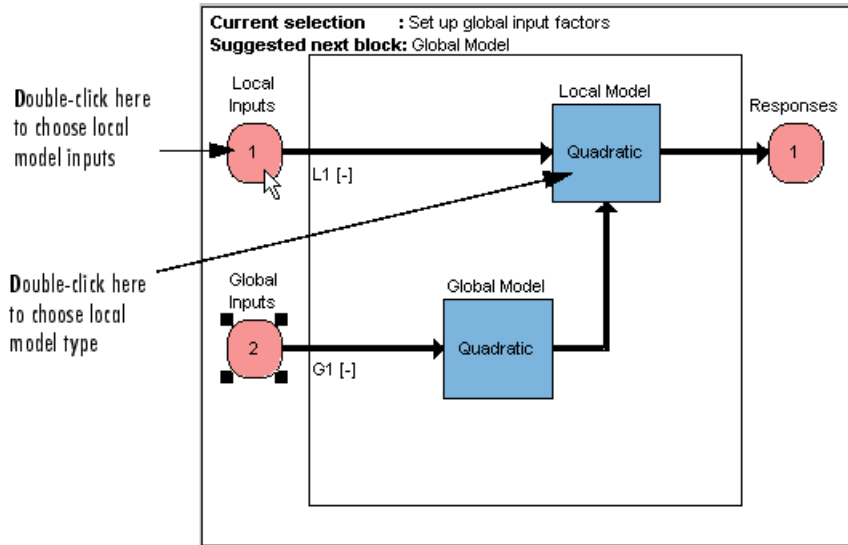 Current selection : Set up global input factors
Suggested next block: Global Model
Double-click here
to choose local
model inputs
Local
Inputs
1
L1 [-]
Local Model
Quadratic
Responses
1
Double-click here
to choose local
model type
Global
Inputs
2
G1 [-]
Global Model
Quadratic